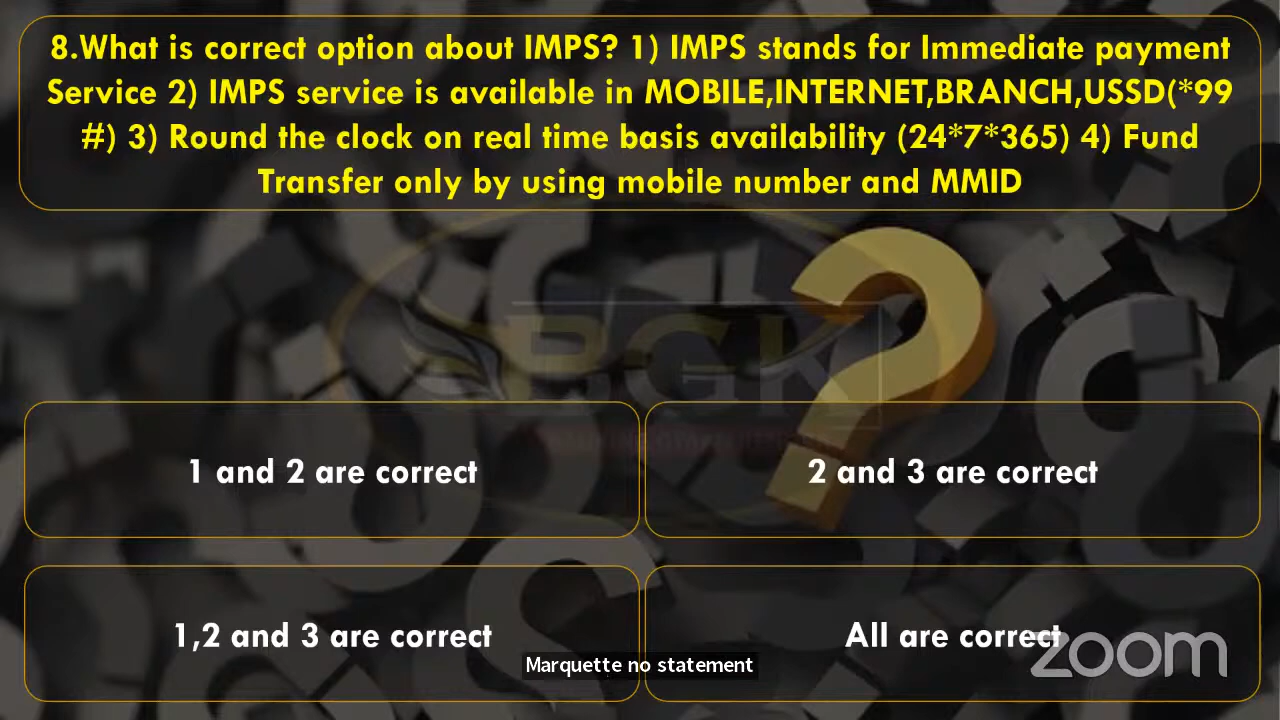 8.What is correct option about IMPS? 1) IMPS stands for Immediate payment
Service 2) IMPS service is available in MOBILE,INTERNET,BRANCH,USSD(*99
#) 3) Round the clock on real time basis availability (24*7*365) 4) Fund
Transfer only by using mobile number and MMID
BGK
1 and 2 are correct
2 and 3 are correct
1,2 and 3 are correct
All are correct
zoom
Marquette no statement